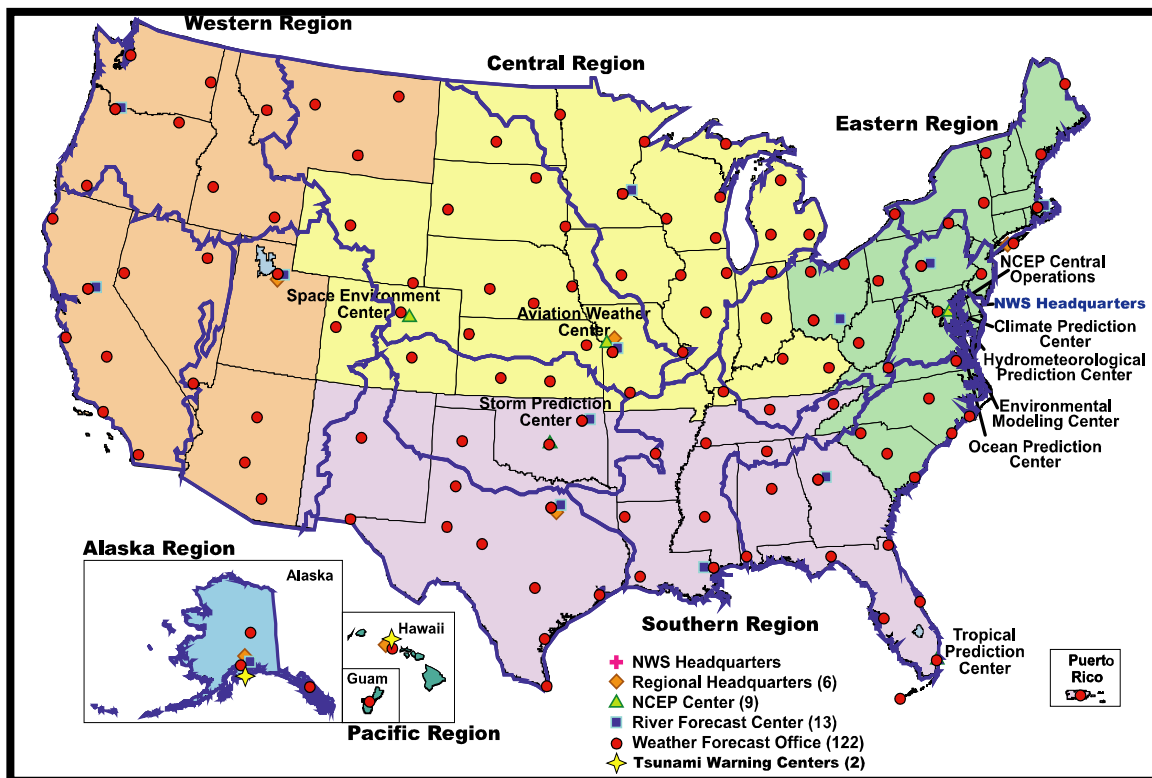 Western Region
Central Region
Eastern Region
NCEP Central
Operations
NWS Headquarters
Climate Prediction
Center
Hydrometeorological
Prediction Center
Environmental
Modeling Center
Ocean Prediction
Center
Space Environment
Center
Aviation Weather
Center
Storm Prediction
Center
Alaska Region
Alaska
Hawaii
Guam
Pacific Region
Southern Region
Tropical
Prediction
Center
Puerto
Rico
NWS Headquarters
Regional Headquarters (6)
NCEP Center (9)
River Forecast Center (13)
Weather Forecast Office (122)
Tsunami Warning Centers (2)